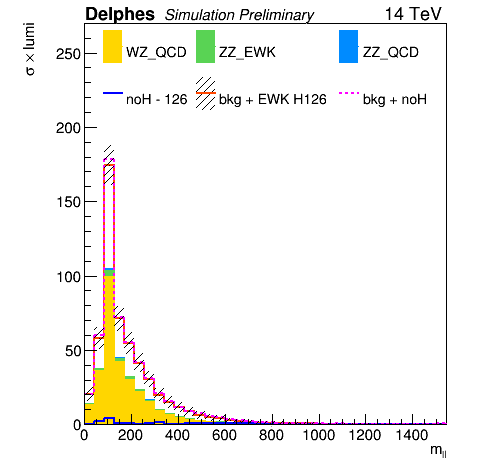 Delphes Simulation Preliminary 14 TeV
σ × lumi
WZ_QCD ZZ_EWK ZZ_QCD
noH - 126 bkg + EWK H126 bkg + noH
250
200
150
100
50
0
0 200 400 600 800 1000 1200 1400
m_ll